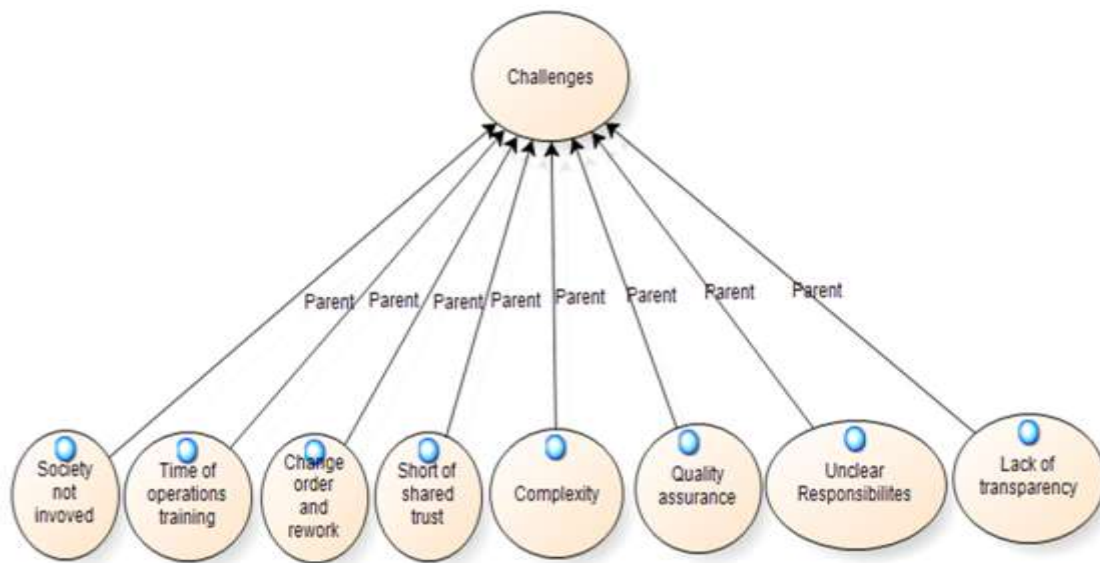 Challenges
Parent Parent Parent Parent Parent Parent Parent Parent
Society
not
invoved
Time of
operations
training
Change
order
and
rework
Short of
shared
trust
Complexity
Quality
assurance
Unclear
Responsibilites
Lack of
transparency